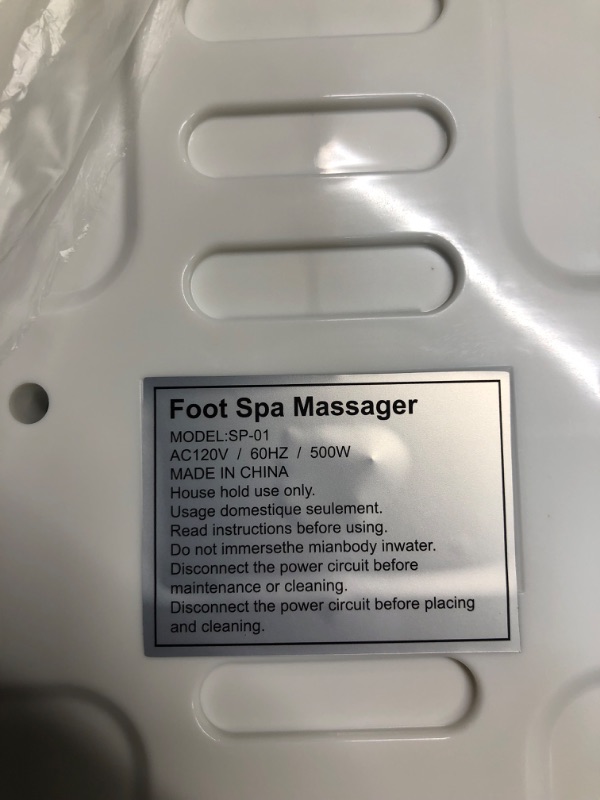 Foot Spa Massager
MODEL:SP-01
AC120V / 60HZ / 500W
MADE IN CHINA
House hold use only.
Usage domestique seulement.
Read instructions before using.
Do not immersethe mianbody inwater.
Disconnect the power circuit before
maintenance or cleaning.
Disconnect the power circuit before placing
and cleaning.